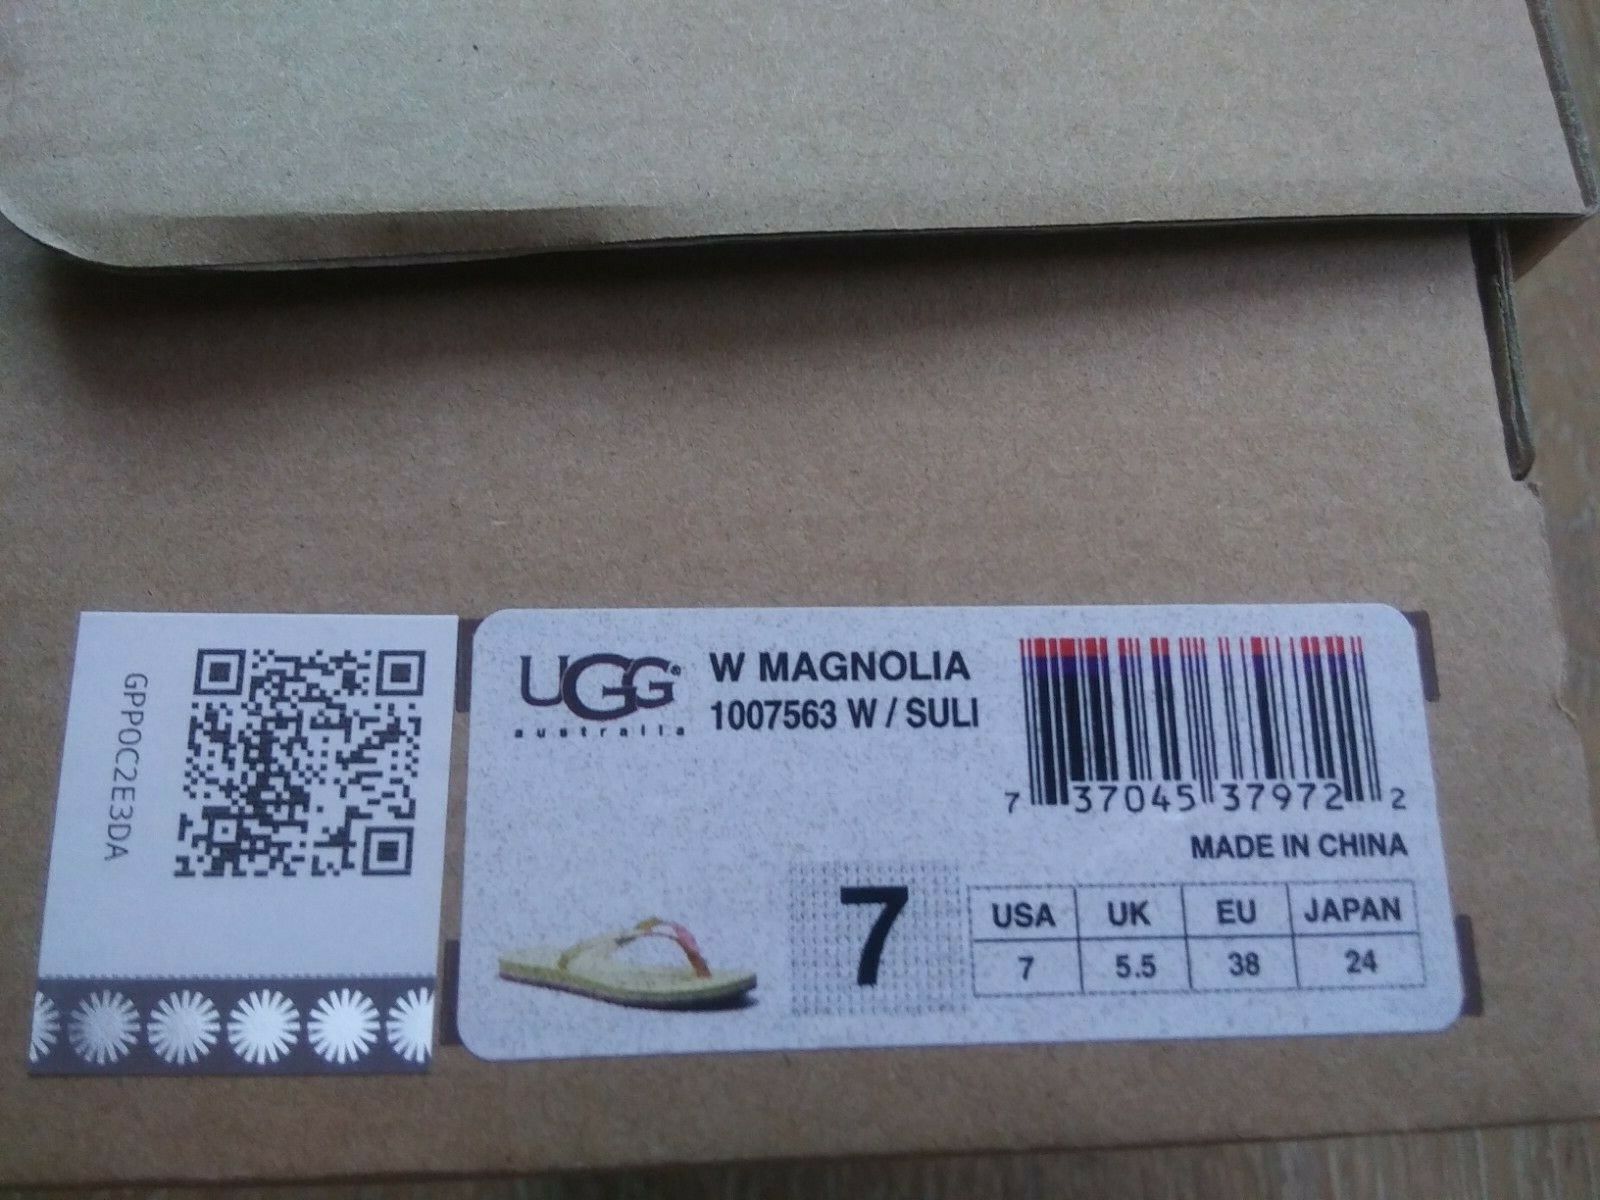 GPP0C2E3DA
UGG®
australia
W MAGNOLIA
1007563 W / SULI
7 37045 37972 2
MADE IN CHINA
7
USA UK EU JAPAN
7 5.5 38 24